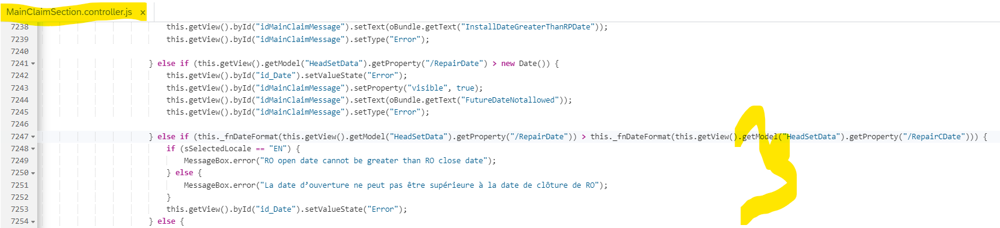 MainClaimSection.controller.js ×
7238 this.getView().byId("idMainClaimMessage").setText(oBundle.getText("InstallDateGreaterThanRPDate"));
7239 this.getView().byId("idMainClaimMessage").setType("Error");
7240
7241 } else if (this.getView().getModel("HeadSetData").getProperty("/RepairDate") > new Date()) {
7242 this.getView().byId("id_Date").setValueState("Error");
7243 this.getView().byId("idMainClaimMessage").setProperty("visible", true);
7244 this.getView().byId("idMainClaimMessage").setText(oBundle.getText("FutureDateNotallowed"));
7245 this.getView().byId("idMainClaimMessage").setType("Error");
7246
7247 } else if (this._fnDateFormat(this.getView().getModel("HeadSetData").getProperty("/RepairDate")) > this._fnDateFormat(this.getView().getModel("HeadSetData").getProperty("/RepairCDate"))) {
7248 if (sSelectedLocale == "EN") {
7249 MessageBox.error("RO open date cannot be greater than RO close date");
7250 } else {
7251 MessageBox.error("La date d’ouverture ne peut pas être supérieure à la date de clôture de RO");
7252 }
7253 this.getView().byId("id_Date").setValueState("Error");
7254 } else {
3